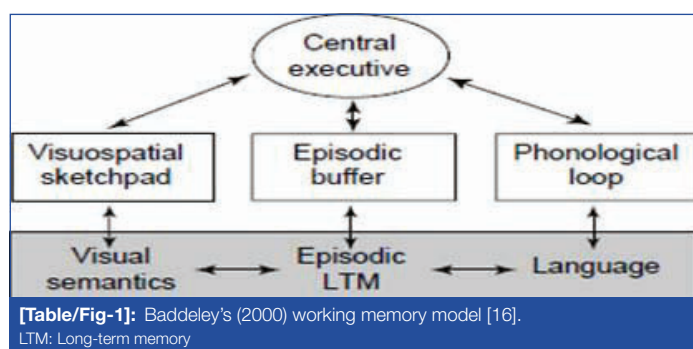 Central
executive
Visuospatial
sketchpad
Episodic
buffer
Phonological
loop
Visual
semantics
Episodic
LTM
Language
[Table/Fig-1]: Baddeley's (2000) working memory model [16].
LTM: Long-term memory